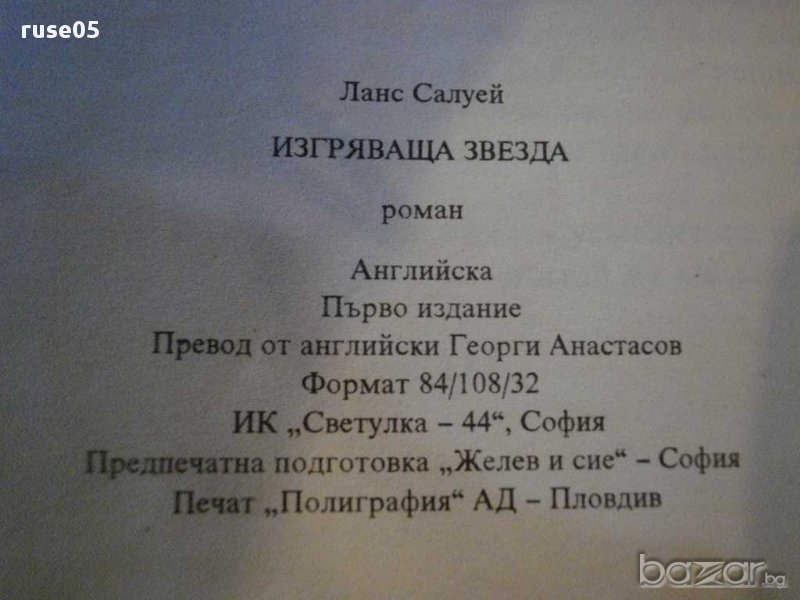 ruse05
Ланс Салуей
ИЗГРЯВАЩА ЗВЕЗДА
роман
Английска
Първо издание
Превод от английски Георги Анастасов
Формат 84/108/32
ИК „Светулка – 44“, София
Предпечатна подготовка „Желев и сие“ – София
Печат „Полиграфия“ АД – Пловдив
bazar.bg